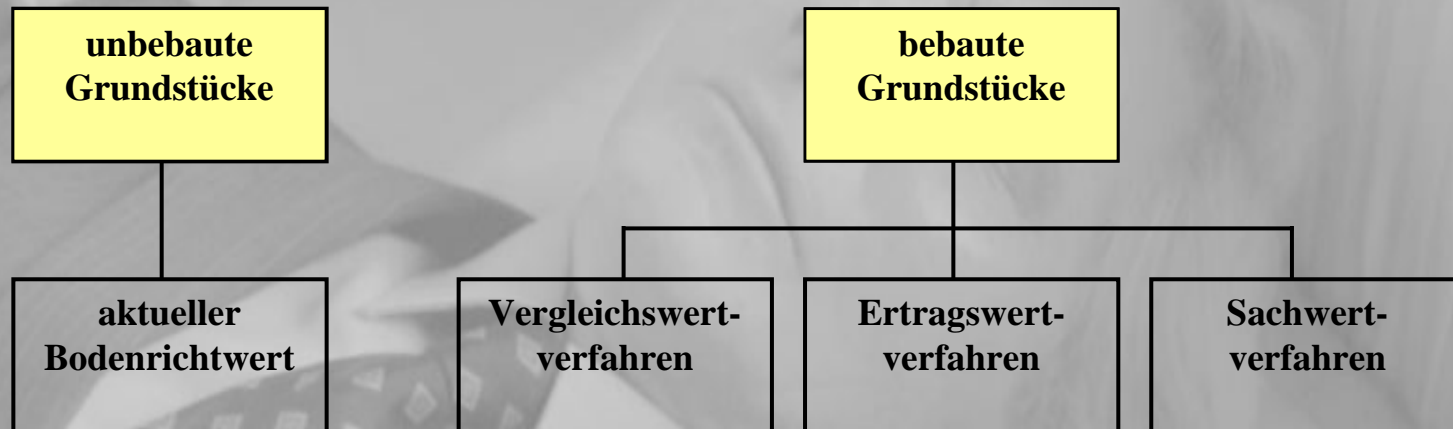 unbebaute
Grundstücke
bebaute
Grundstücke
aktueller
Bodenrichtwert
Vergleichswert-
verfahren
Ertragswert-
verfahren
Sachwert-
verfahren